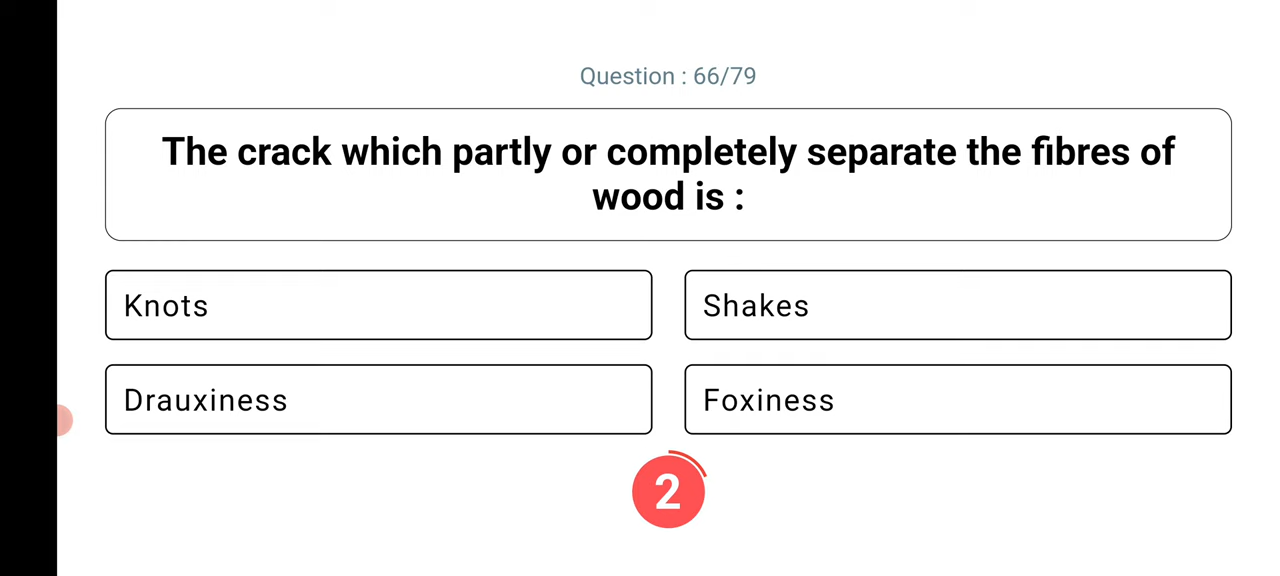 Question : 66/79
The crack which partly or completely separate the fibres of
wood is :
Knots
Shakes
Drauxiness
Foxiness
2